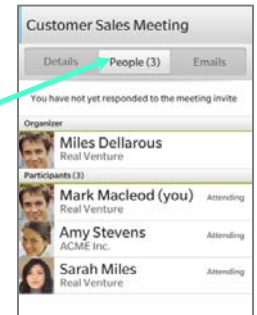 Customer Sales Meeting
Details People (3) Emails
You have not yet responded to the meeting invite
Organizer
Miles Dellarous
Real Venture
Participants (3)
Mark Macleod (you) Attending
Real Venture
Amy Stevens Attending
ACME Inc.
Sarah Miles Attending
Real Venture